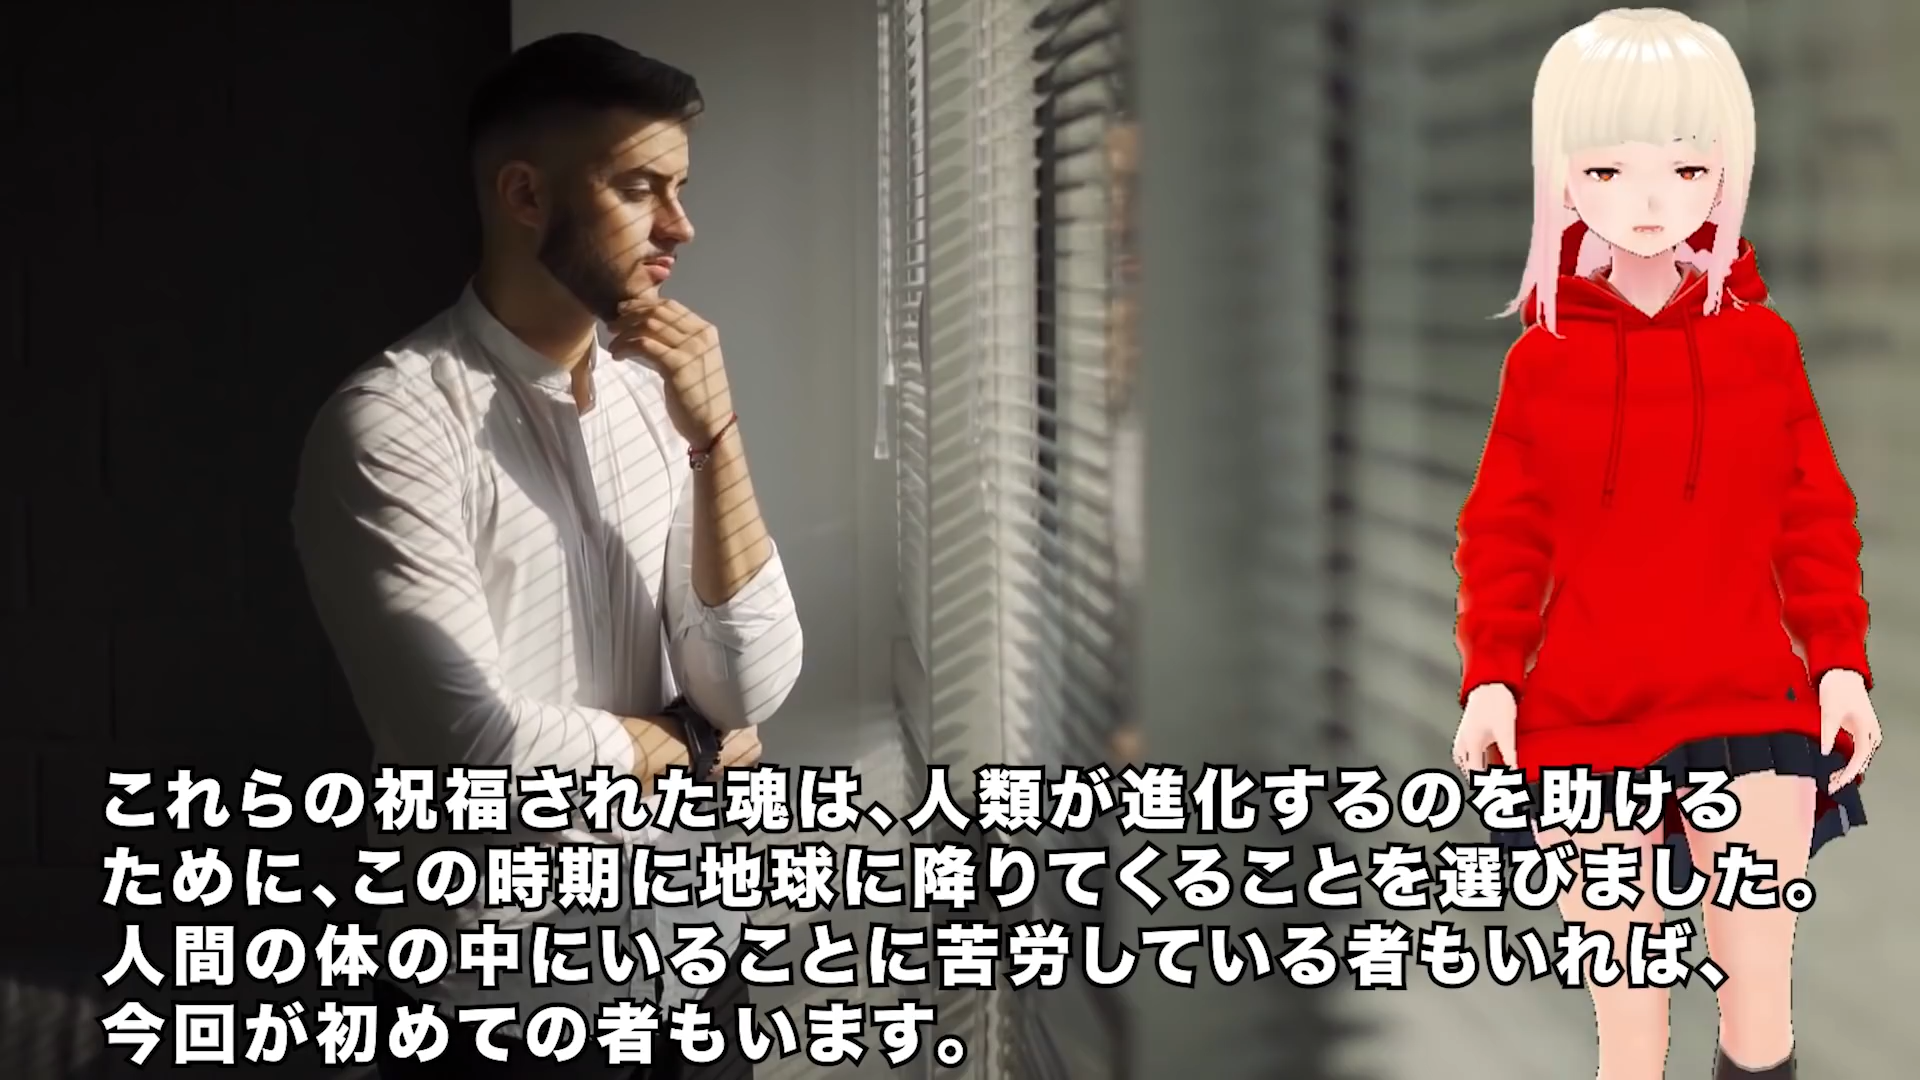 これらの祝福された魂は、人類が進化するのを助ける
ために、この時期に地球に降りてくることを選びました。
人間の体の中にいることに苦労している者もいれば、
今回が初めての者もいます。